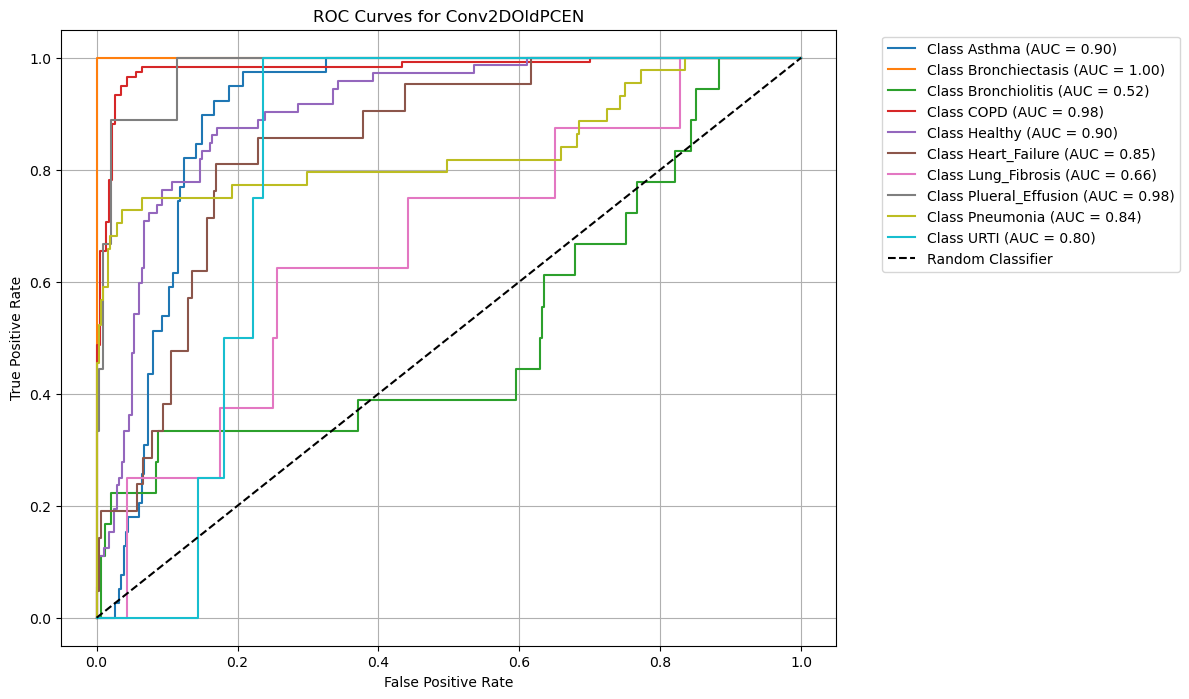 ROC Curves for Conv2DOldPCEN
Class Asthma (AUC = 0.90)
Class Bronchiectasis (AUC = 1.00)
Class Bronchiolitis (AUC = 0.52)
Class COPD (AUC = 0.98)
Class Healthy (AUC = 0.90)
Class Heart_Failure (AUC = 0.85)
Class Lung_Fibrosis (AUC = 0.66)
Class Plueral_Effusion (AUC = 0.98)
Class Pneumonia (AUC = 0.84)
Class URTI (AUC = 0.80)
Random Classifier
True Positive Rate
1.0
0.8
0.6
0.4
0.2
0.0
0.0 0.2 0.4 0.6 0.8 1.0
False Positive Rate